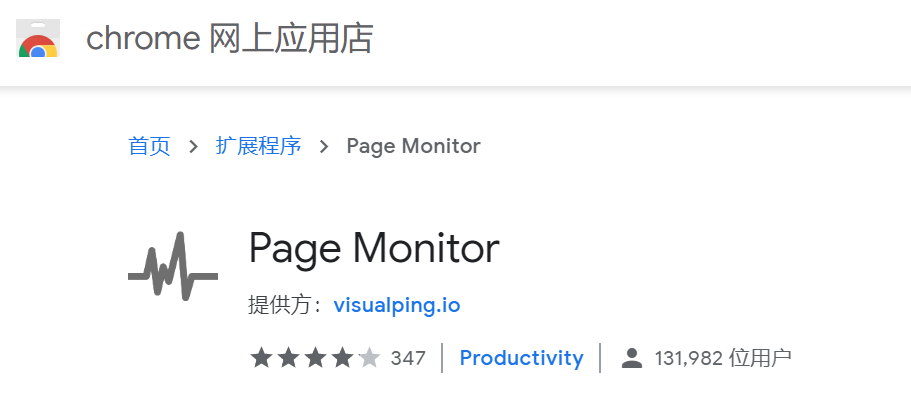 chrome 网上应用店
首页 > 扩展程序 > Page Monitor
Page Monitor
提供方：visualping.io
347 Productivity 131,982 位用户